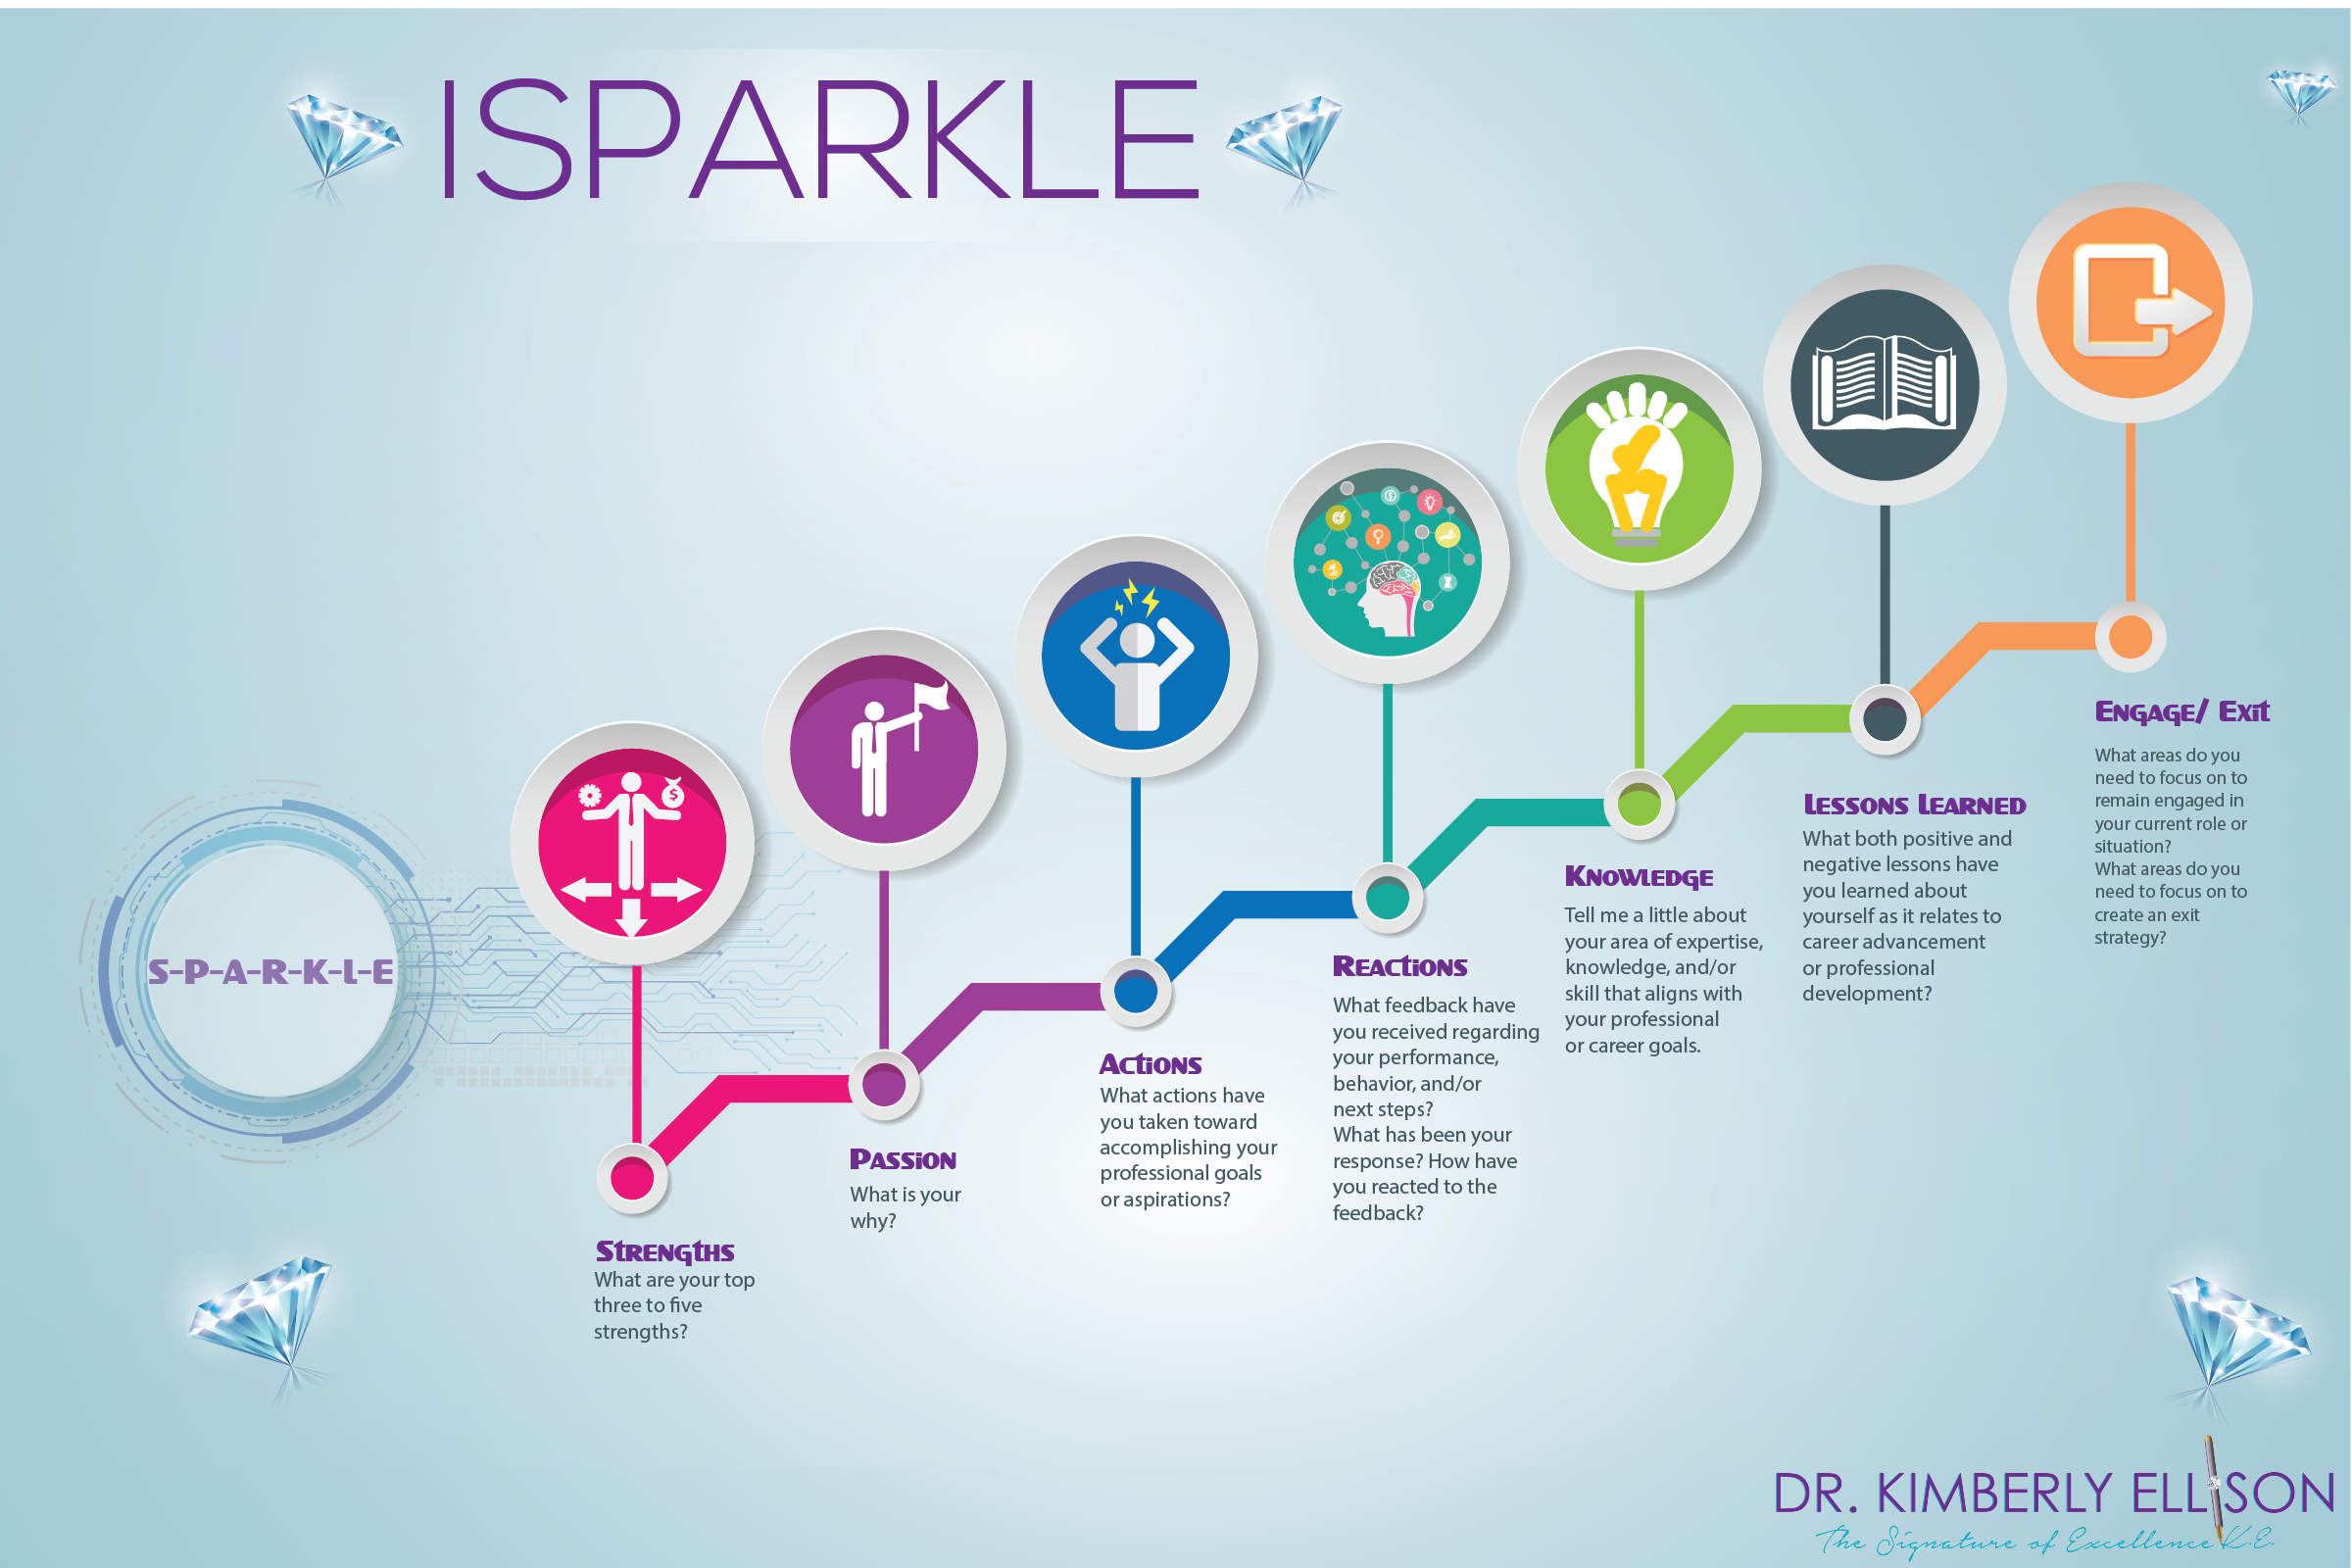 ISPARKLE
S-P-A-R-K-L-E
Strengths
What are your top
three to five
strengths?
Passion
What is your
why?
Actions
What actions have
you taken toward
accomplishing your
professional goals
or aspirations?
Reactions
What feedback have
you received regarding
your performance,
behavior, and/or
next steps?
What has been your
response? How have
you reacted to the
feedback?
Knowledge
Tell me a little about
your area of expertise,
knowledge, and/or
skill that aligns with
your professional
or career goals.
Lessons Learned
What both positive and
negative lessons have
you learned about
yourself as it relates to
career advancement
or professional
development?
Engage/ Exit
What areas do you
need to focus on to
remain engaged in
your current role or
situation?
What areas do you
need to focus on to
create an exit
strategy?
DR. KIMBERLY ELLISON
The Signature of Excellence K.E.